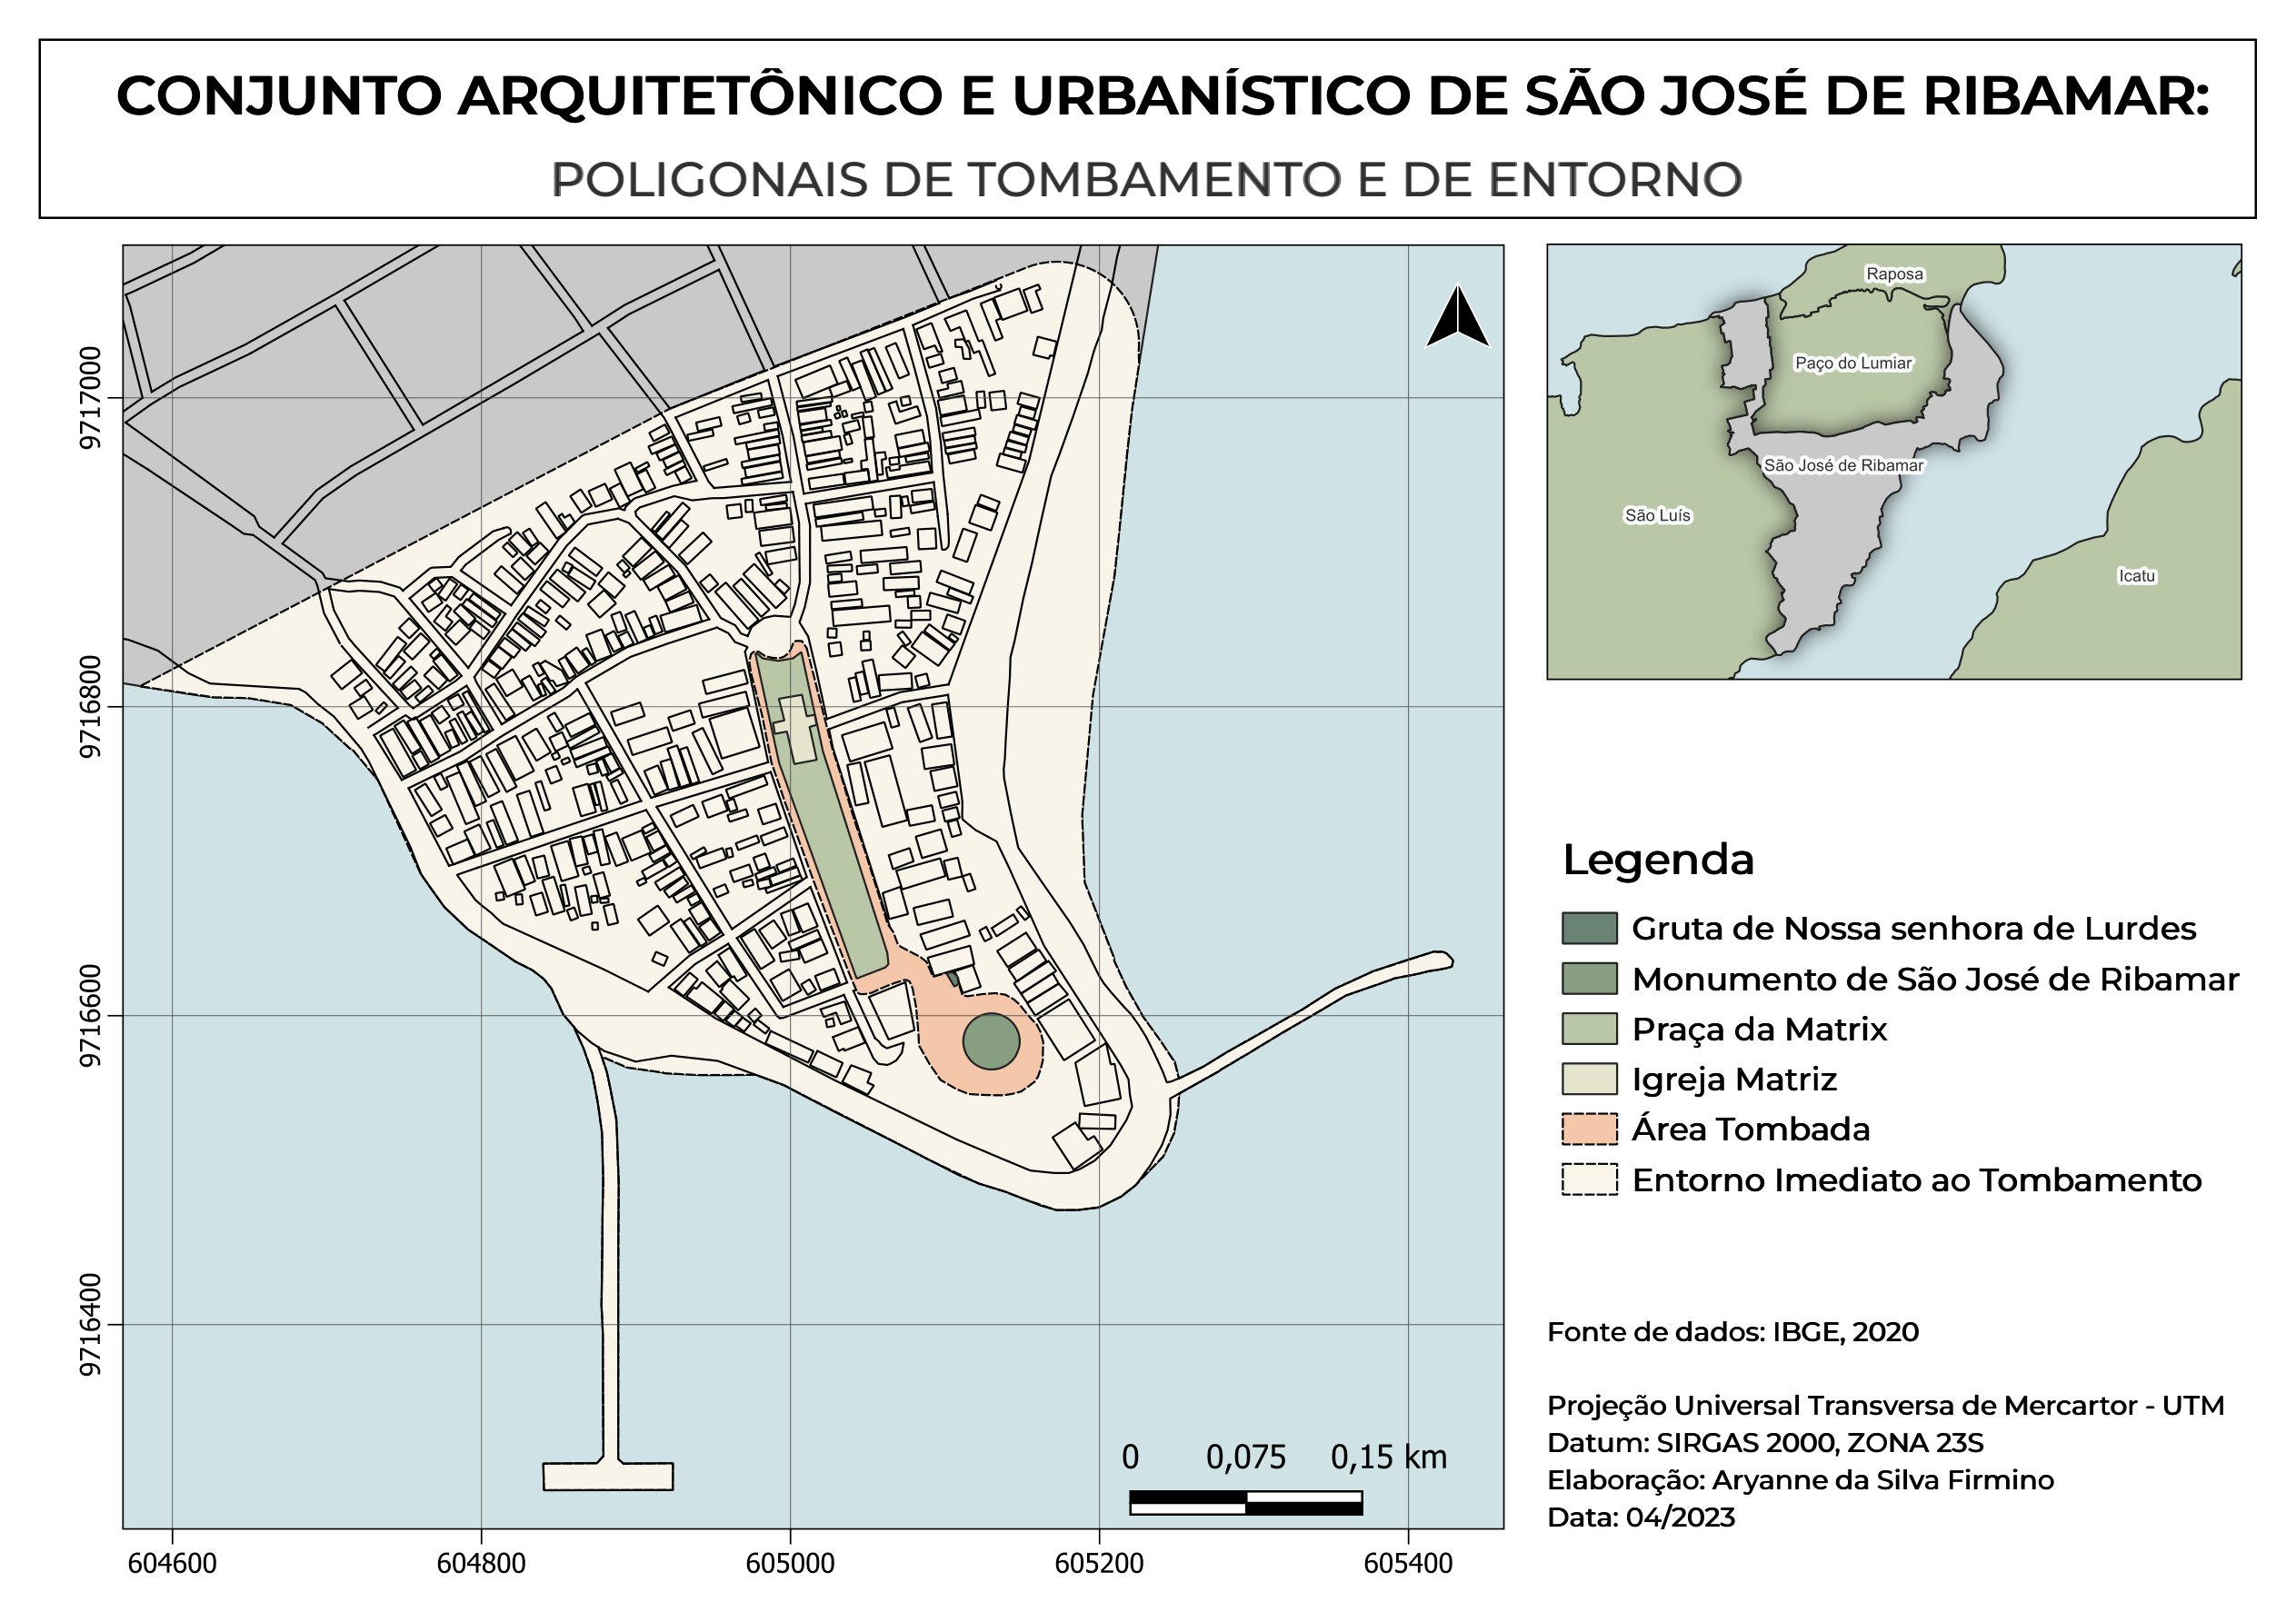 CONJUNTO ARQUITETÔNICO E URBANÍSTICO DE SÃO JOSÉ DE RIBAMAR:
POLIGONAIS DE TOMBAMENTO E DE ENTORNO
9717000
9716800
9716600
9716400
604600
604800
605000
605200
605400
0 0,075 0,15 km
Raposa
Paço do Lumiar
São José de Ribamar
São Luís
Icatu
Legenda
Gruta de Nossa senhora de Lurdes
Monumento de São José de Ribamar
Praça da Matrix
Igreja Matriz
Área Tombada
Entorno Imediato ao Tombamento
Fonte de dados: IBGE, 2020
Projeção Universal Transversa de Mercartor - UTM
Datum: SIRGAS 2000, ZONA 23S
Elaboração: Aryanne da Silva Firmino
Data: 04/2023